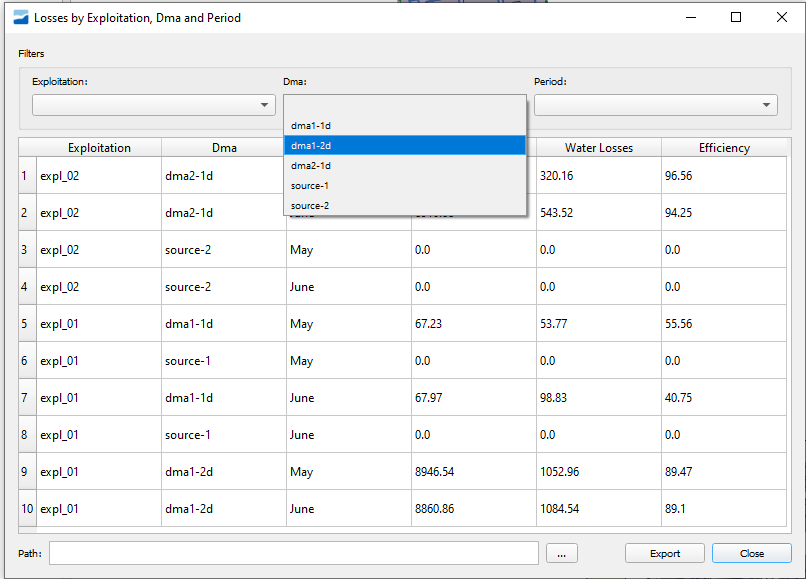 Losses by Exploitation, Dma and Period
Filters
Exploitation: Dma: Period:
dma1-1d
dma1-2d
dma2-1d
source-1
source-2
Exploitation Dma Water Losses Efficiency
1 expl_02 dma2-1d 320.16 96.56
2 expl_02 dma2-1d 543.52 94.25
3 expl_02 source-2 May 0.0 0.0 0.0
4 expl_02 source-2 June 0.0 0.0 0.0
5 expl_01 dma1-1d May 67.23 53.77 55.56
6 expl_01 source-1 May 0.0 0.0 0.0
7 expl_01 dma1-1d June 67.97 98.83 40.75
8 expl_01 source-1 June 0.0 0.0 0.0
9 expl_01 dma1-2d May 8946.54 1052.96 89.47
10 expl_01 dma1-2d June 8860.86 1084.54 89.1
Path: ... Export Close